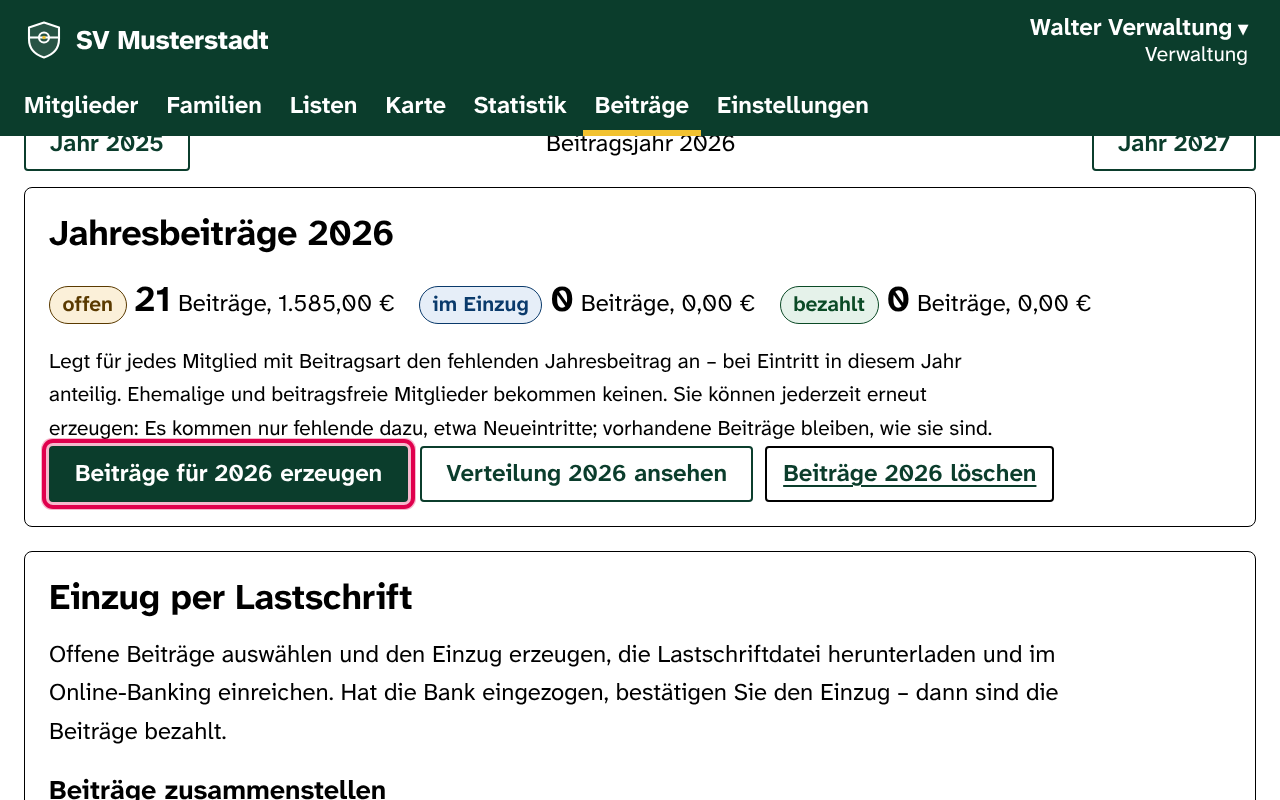 SV Musterstadt
Walter Verwaltung ▾
Verwaltung
Mitglieder Familien Listen Karte Statistik Beiträge Einstellungen
Jahr 2025 Beitragsjahr 2026 Jahr 2027
Jahresbeiträge 2026
offen 21 Beiträge, 1.585,00 € im Einzug 0 Beiträge, 0,00 € bezahlt 0 Beiträge, 0,00 €
Legt für jedes Mitglied mit Beitragsart den fehlenden Jahresbeitrag an – bei Eintritt in diesem Jahr
anteilig. Ehemalige und beitragsfreie Mitglieder bekommen keinen. Sie können jederzeit erneut
erzeugen: Es kommen nur fehlende dazu, etwa Neueintritte; vorhandene Beiträge bleiben, wie sie sind.
Beiträge für 2026 erzeugen Verteilung 2026 ansehen Beiträge 2026 löschen
Einzug per Lastschrift
Offene Beiträge auswählen und den Einzug erzeugen, die Lastschriftdatei herunterladen und im
Online-Banking einreichen. Hat die Bank eingezogen, bestätigen Sie den Einzug – dann sind die
Beiträge bezahlt.
Beiträge zusammenstellen